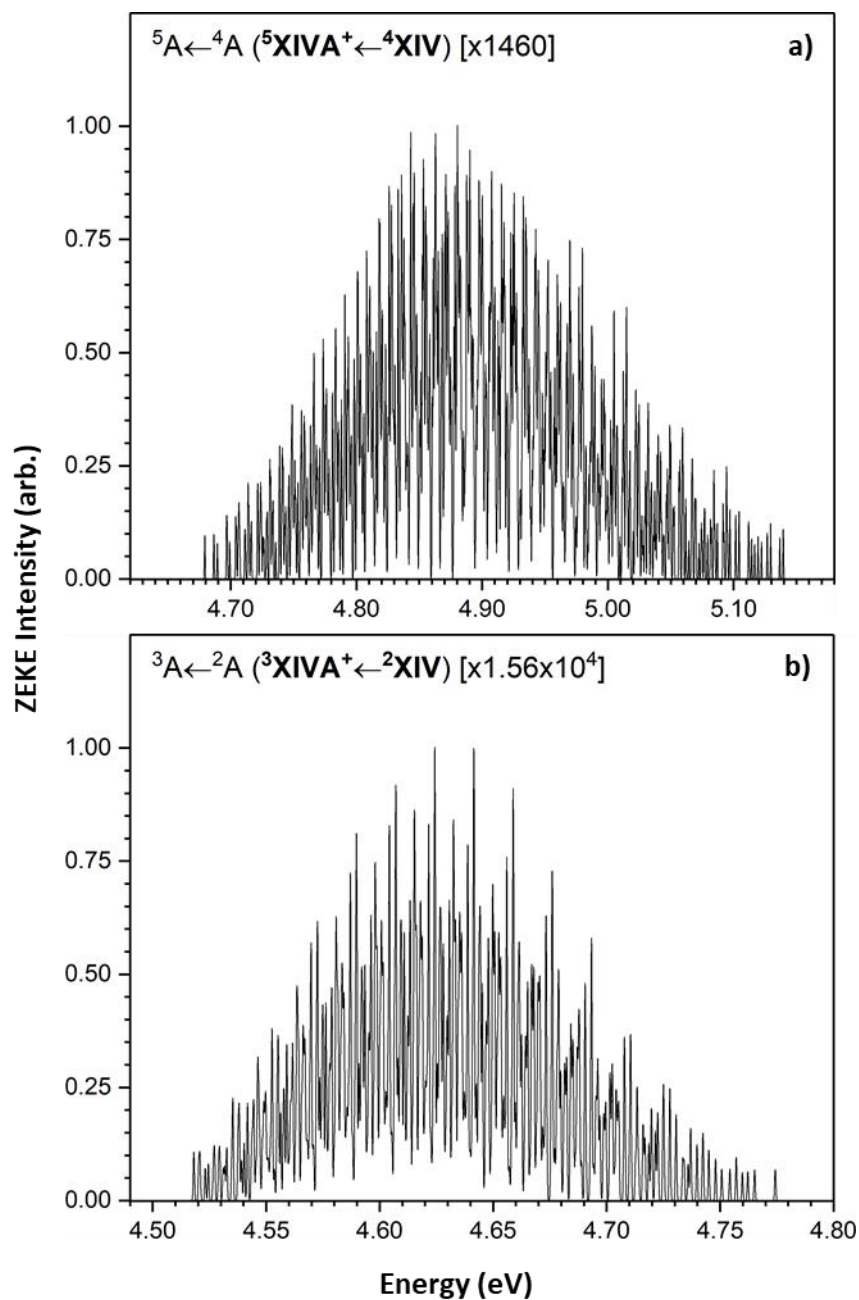 ⁵A←⁴A (⁵XIVA⁺←⁴XIV) [x1460] a)
1.00
0.75
0.50
0.25
0.00
4.70 4.80 4.90 5.00 5.10
ZEKE Intensity (arb.)
³A←²A (³XIVA⁺←²XIV) [x1.56x10⁴] b)
1.00
0.75
0.50
0.25
0.00
4.50 4.55 4.60 4.65 4.70 4.75 4.80
Energy (eV)